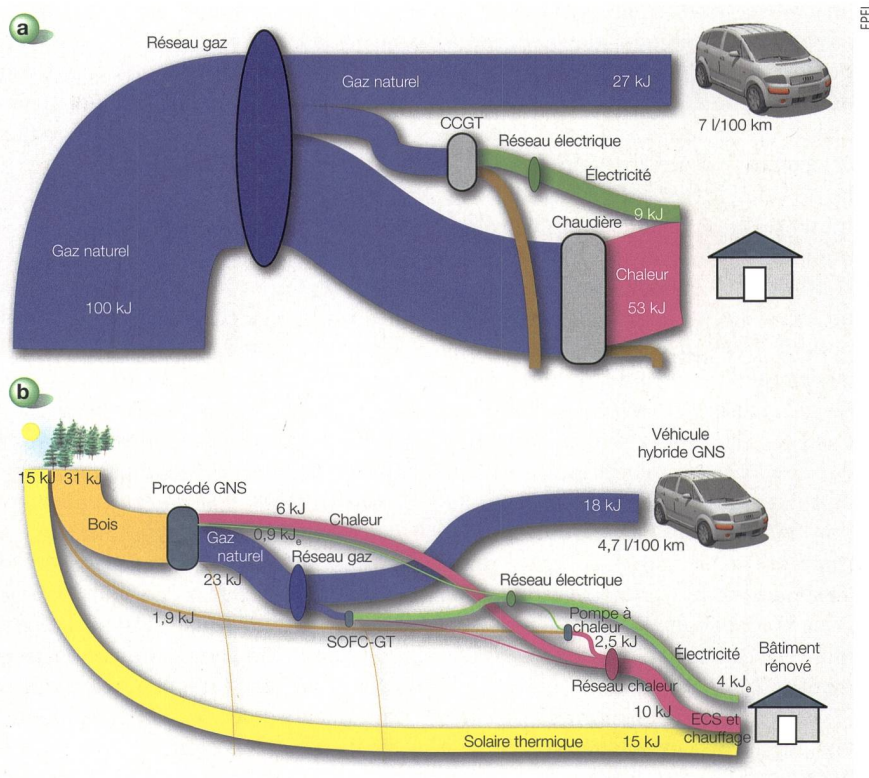 EPFL
a
Réseau gaz
Gaz naturel
27 kJ
7 l/100 km
CCGT
Réseau électrique
Électricité
9 kJ
Chaudière
Gaz naturel
Chaleur
100 kJ
53 kJ
b
Véhicule
hybride GNS
15 kJ
31 kJ
Procédé GNS
6 kJ
18 kJ
Chaleur
Bois
0,9 kJe
Gaz
naturel
Réseau gaz
4,7 l/100 km
23 kJ
Réseau électrique
1,9 kJ
Pompe à
chaleur
SOFC-GT
2,5 kJ
Électricité
Bâtiment
rénové
Réseau chaleur
4 kJe
10 kJ
ECS et
chauffage
Solaire thermique
15 kJ